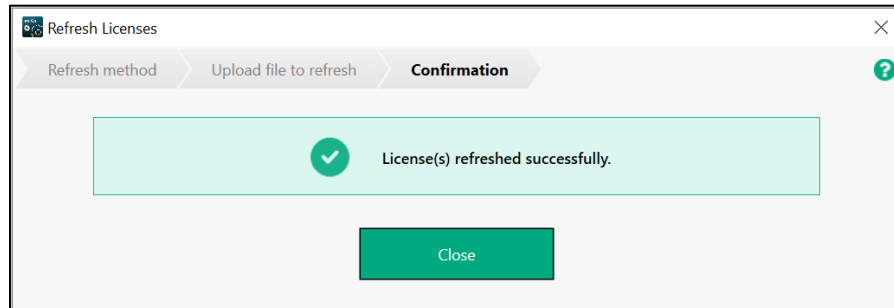 Refresh Licenses
Refresh method
Upload file to refresh
Confirmation
?
License(s) refreshed successfully.
Close